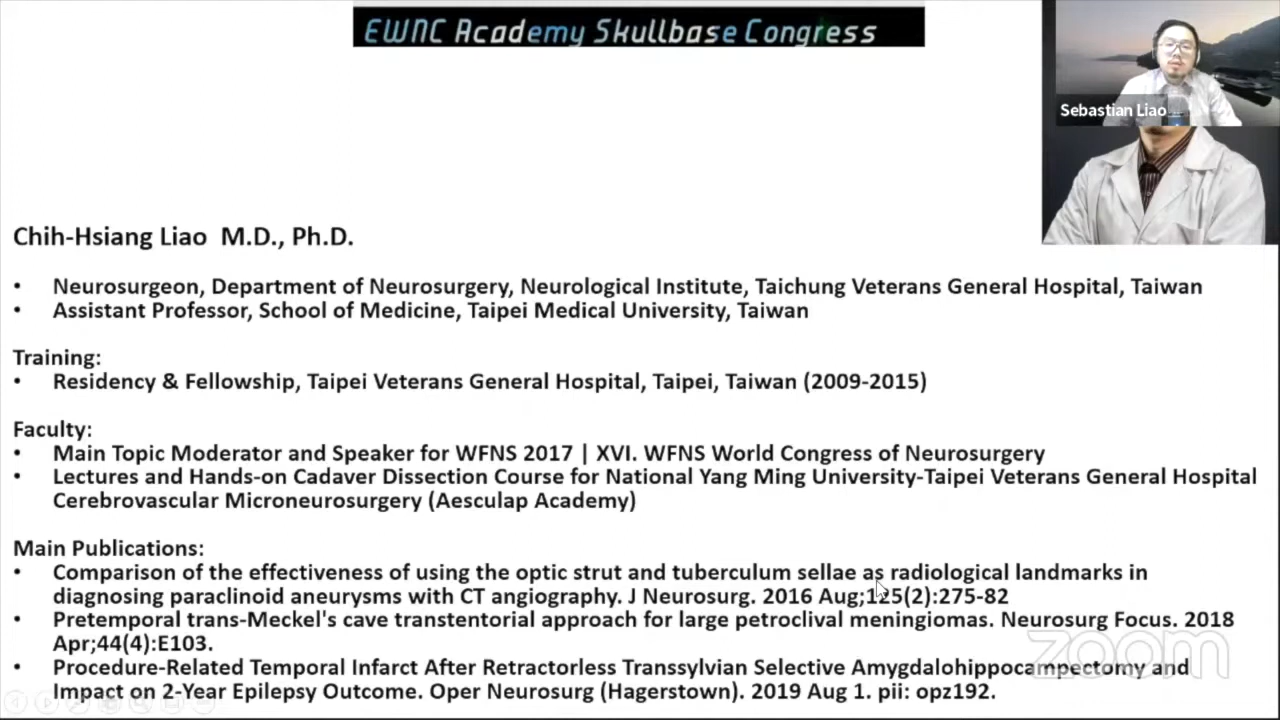 EWNC Academy Skullbase Congress
Sebastian Liao
Chih-Hsiang Liao M.D., Ph.D.
• Neurosurgeon, Department of Neurosurgery, Neurological Institute, Taichung Veterans General Hospital, Taiwan
• Assistant Professor, School of Medicine, Taipei Medical University, Taiwan
Training:
• Residency & Fellowship, Taipei Veterans General Hospital, Taipei, Taiwan (2009-2015)
Faculty:
• Main Topic Moderator and Speaker for WFNS 2017 | XVI. WFNS World Congress of Neurosurgery
• Lectures and Hands-on Cadaver Dissection Course for National Yang Ming University-Taipei Veterans General Hospital
Cerebrovascular Microneurosurgery (Aesculap Academy)
Main Publications:
• Comparison of the effectiveness of using the optic strut and tuberculum sellae as radiological landmarks in
diagnosing paraclinoid aneurysms with CT angiography. J Neurosurg. 2016 Aug;125(2):275-82
• Pretemporal trans-Meckel's cave transtentorial approach for large petroclival meningiomas. Neurosurg Focus. 2018
Apr;44(4):E103.
• Procedure-Related Temporal Infarct After Retractorless Transsylvian Selective Amygdalohippocampectomy and
Impact on 2-Year Epilepsy Outcome. Oper Neurosurg (Hagerstown). 2019 Aug 1. pii: opz192.
zoom